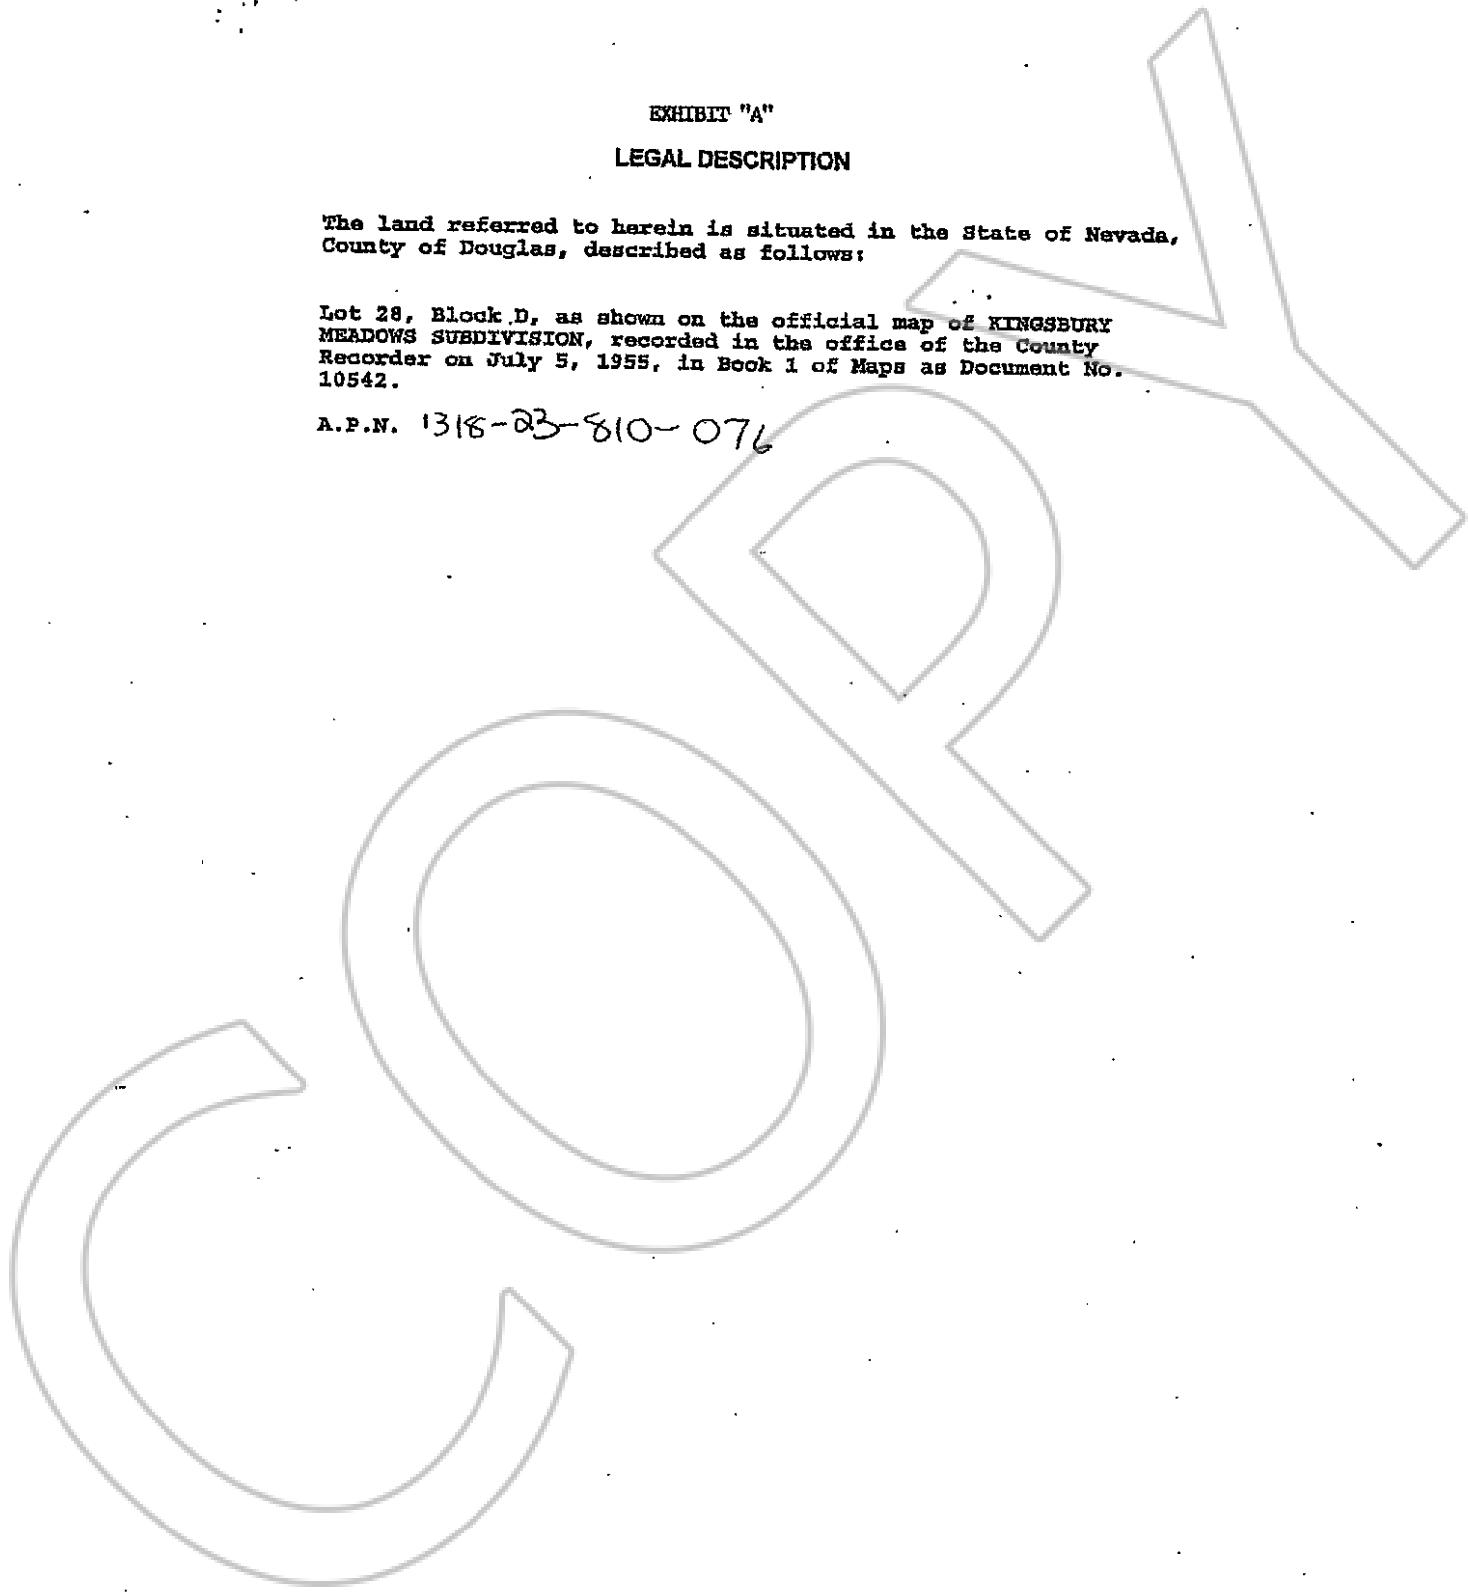 EXHIBIT "A"
LEGAL DESCRIPTION
The land referred to herein is situated in the State of Nevada,
County of Douglas, described as follows:
Lot 28, Block D, as shown on the official map of KINGSBURY
MEADOWS SUBDIVISION, recorded in the office of the County
Recorder on July 5, 1955, in Book 1 of Maps as Document No.
10542.
A.P.N. 1318-23-810-076
COPY